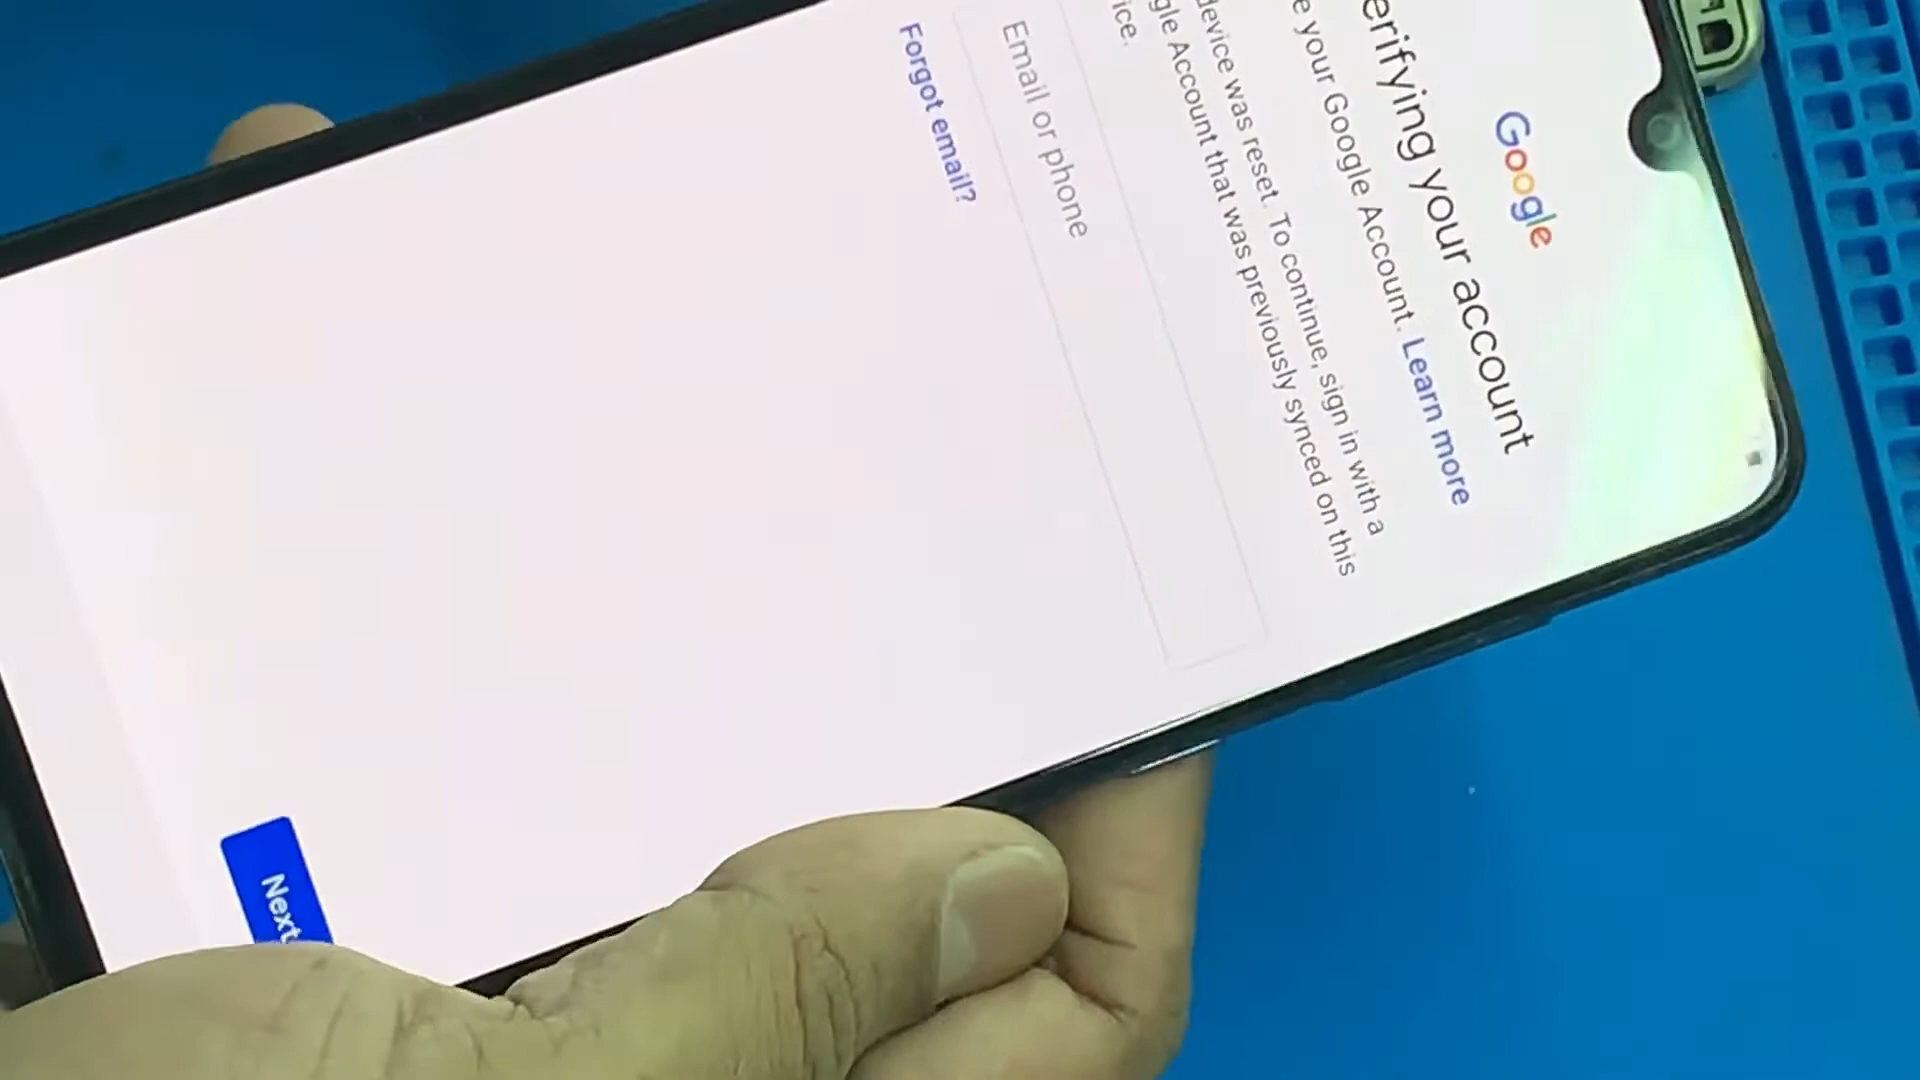 Google
erifying your account
e your Google Account. Learn more
device was reset. To continue, sign in with a
gle Account that was previously synced on this
ice.
Email or phone
Forgot email?
Next